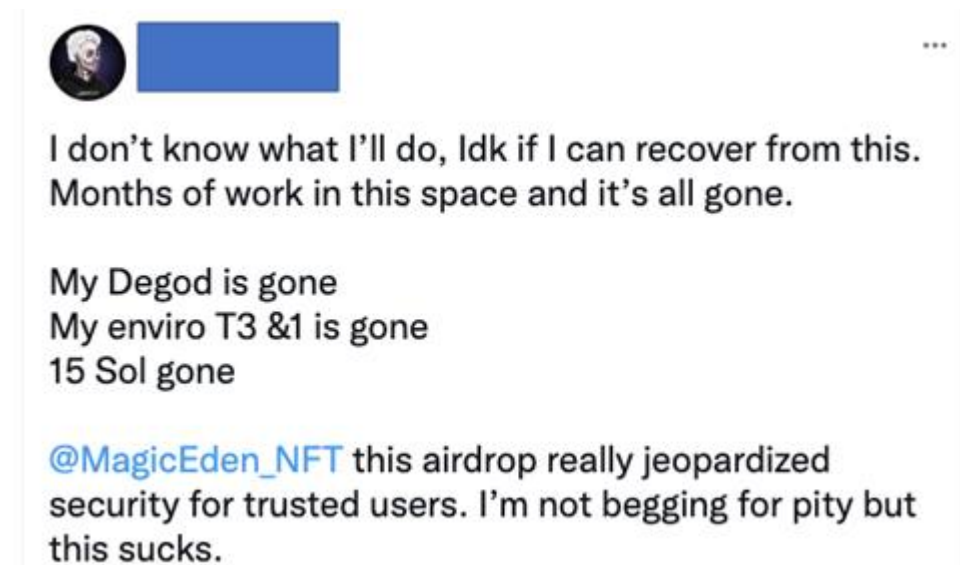 I don’t know what I’ll do, Idk if I can recover from this.
Months of work in this space and it’s all gone.
My Degod is gone
My enviro T3 &1 is gone
15 Sol gone
@MagicEden_NFT this airdrop really jeopardized
security for trusted users. I’m not begging for pity but
this sucks.